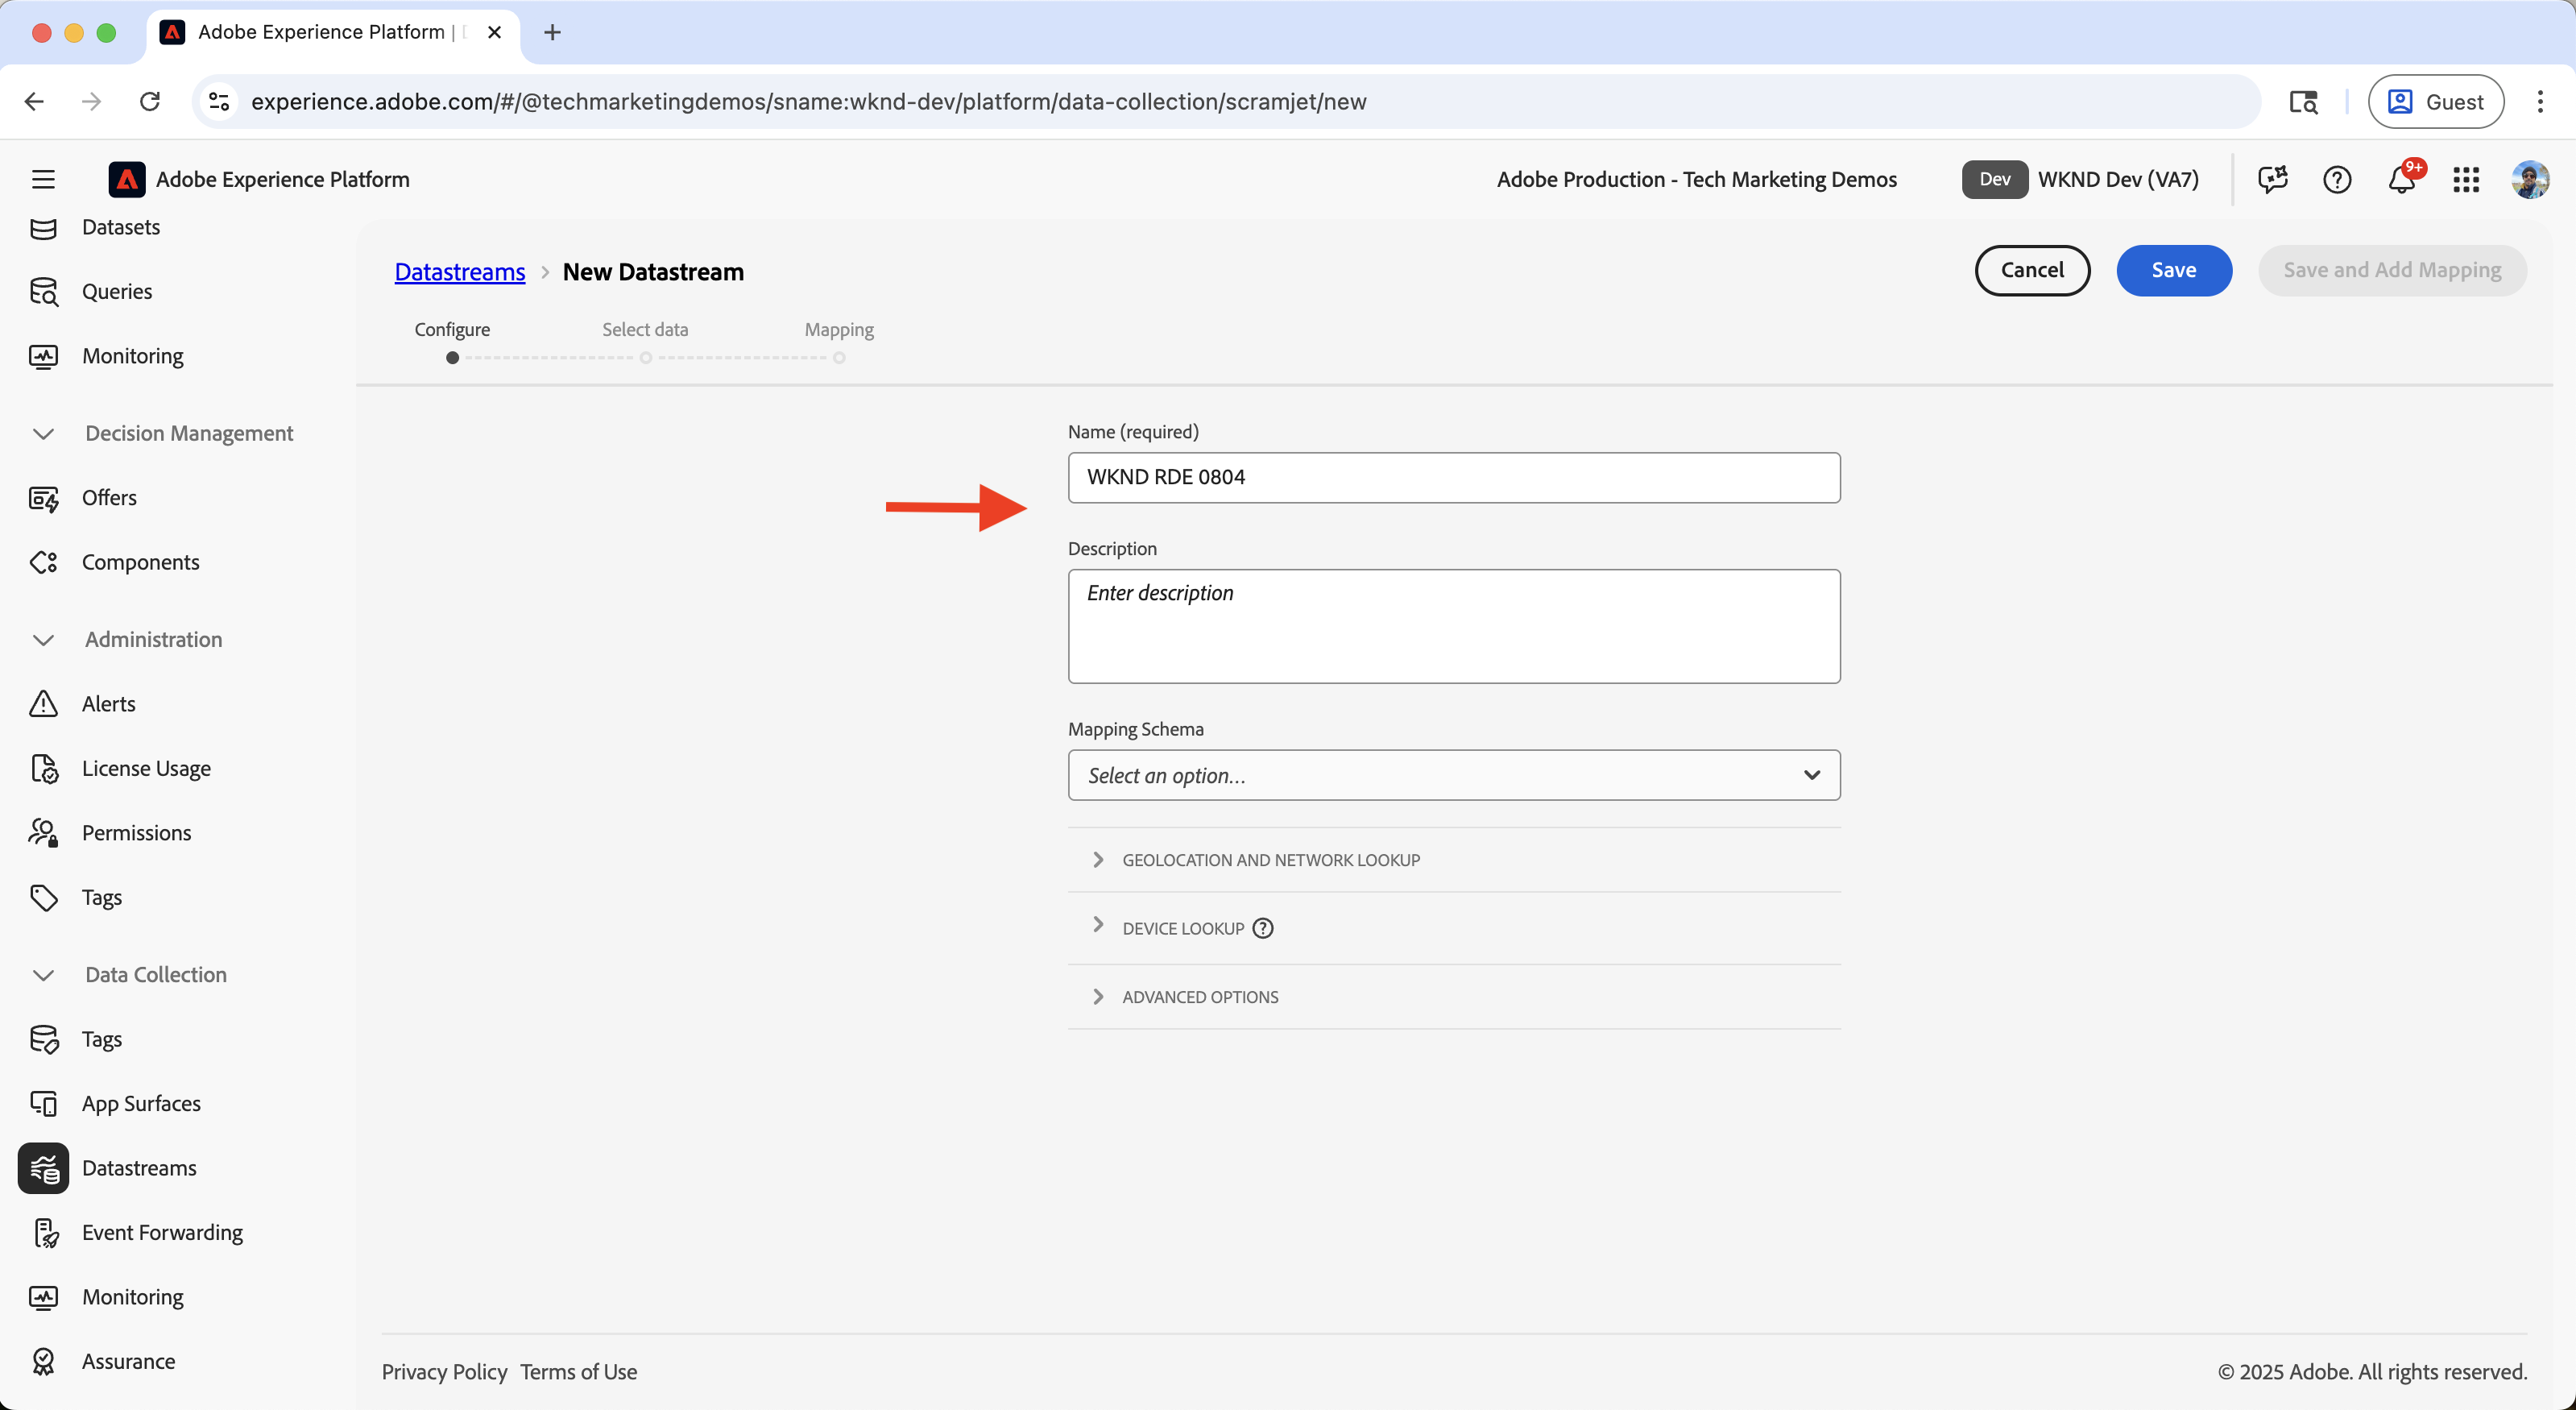 Adobe Experience Platform |
experience.adobe.com/#/@techmarketingdemos/sname:wknd-dev/platform/data-collection/scramjet/new
Guest
Adobe Experience Platform
Adobe Production - Tech Marketing Demos
Dev
WKND Dev (VA7)
9+
Datasets
Queries
Monitoring
Decision Management
Offers
Components
Administration
Alerts
License Usage
Permissions
Tags
Data Collection
Tags
App Surfaces
Datastreams
Event Forwarding
Monitoring
Assurance
Datastreams > New Datastream
Cancel
Save
Save and Add Mapping
Configure
Select data
Mapping
Name (required)
WKND RDE 0804
Description
Enter description
Mapping Schema
Select an option...
GEOLOCATION AND NETWORK LOOKUP
DEVICE LOOKUP
ADVANCED OPTIONS
Privacy Policy Terms of Use
© 2025 Adobe. All rights reserved.